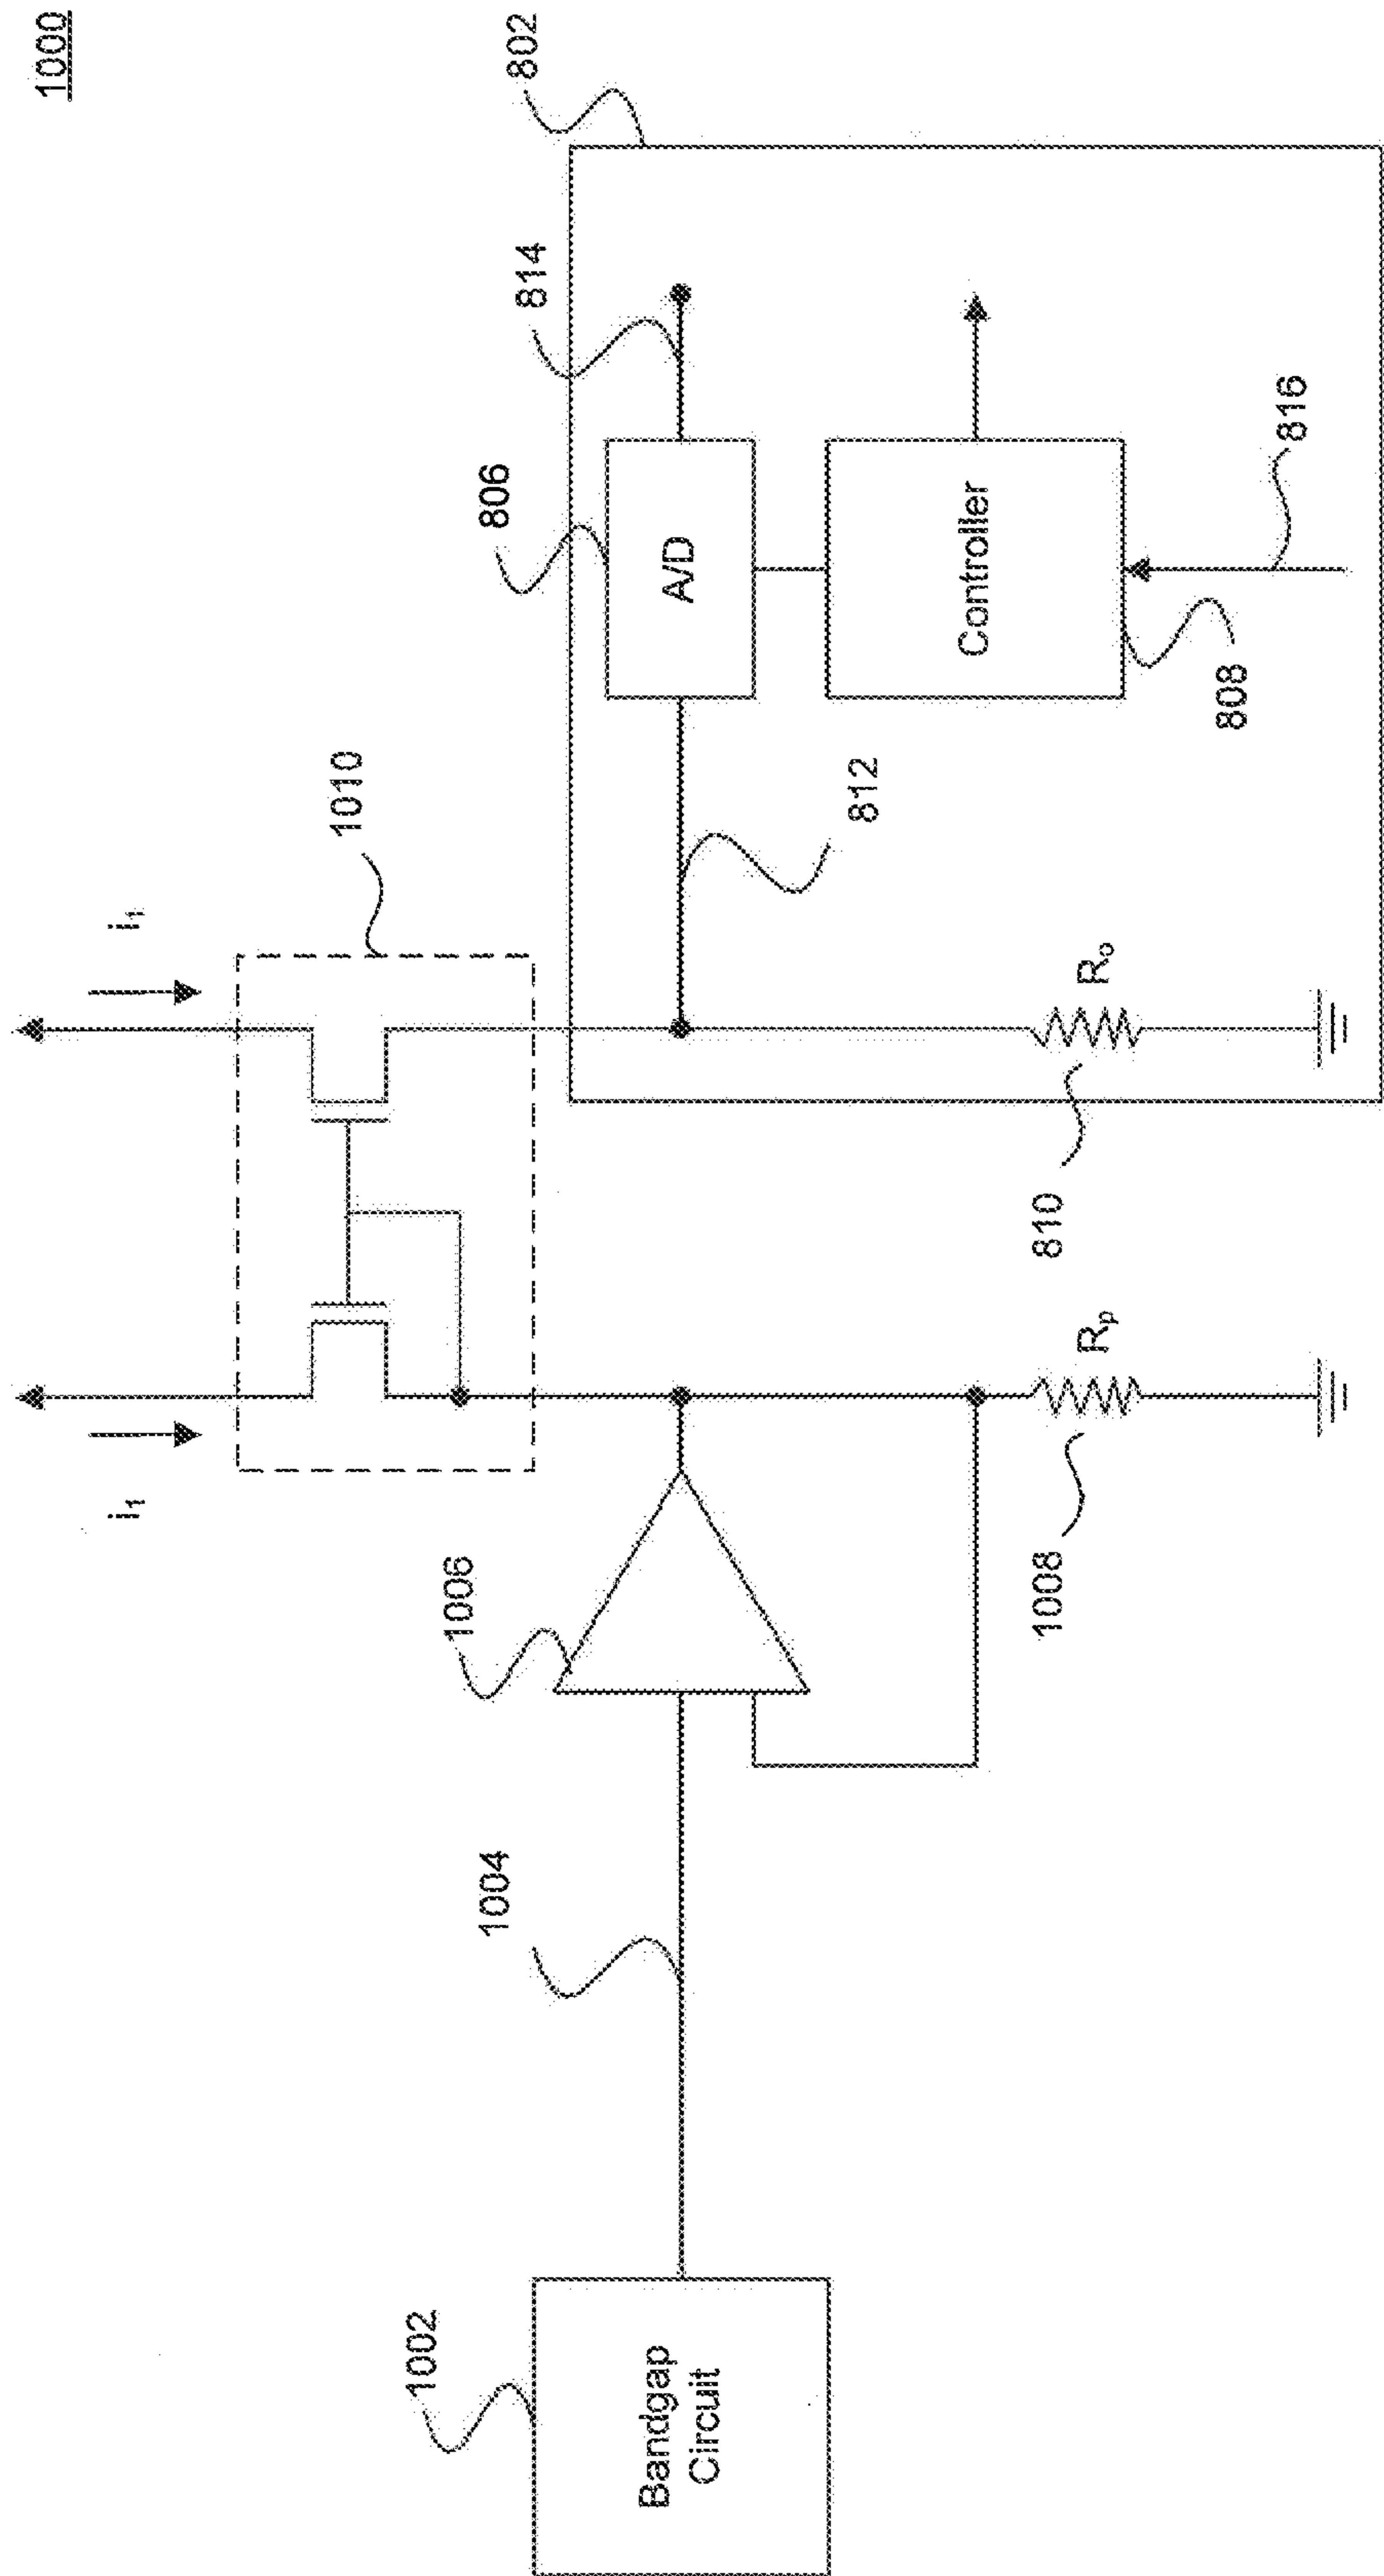 1000
802
814
806
A/D
Controller
816
808
812
1010
i₁
i₁
Rₒ
810
Rₚ
1008
1006
1004
1002
Bandgap
Circuit